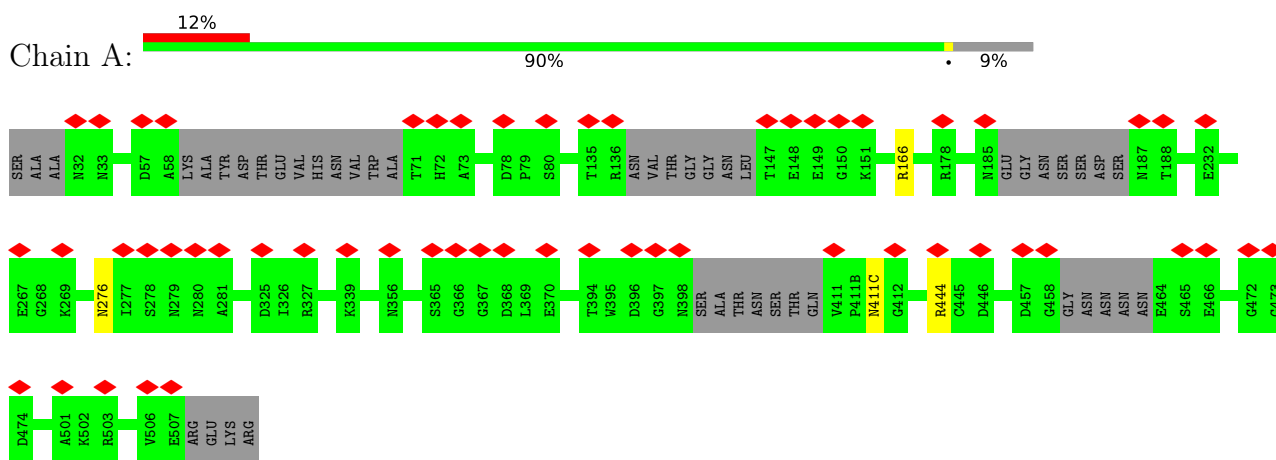 12%
Chain A:
90%
•
9%
SER ALA ALA N32 N33 D57 A58 LYS ALA TYR ASP THR GLU VAL HIS ASN VAL TRP ALA T71 H72 A73 D78 P79 S80 T135 R136 ASN VAL THR GLY GLY ASN LEU T147 E148 E149 G150 K151 R166 R178 N185 GLU GLY ASN SER SER ASP SER N187 T188 E232
E267 G268 K269 N276 I277 S278 N279 N280 A281 D325 I326 R327 K339 N356 S365 G366 G367 D368 L369 E370 T394 W395 D396 G397 N398 SER ALA THR ASN SER THR GLN V411 P411B N411C G412 R444 C445 D446 D457 G458 GLY ASN ASN ASN ASN E464 S465 E466 G472
D474 A501 K502 R503 V506 E507 ARG GLU LYS ARG